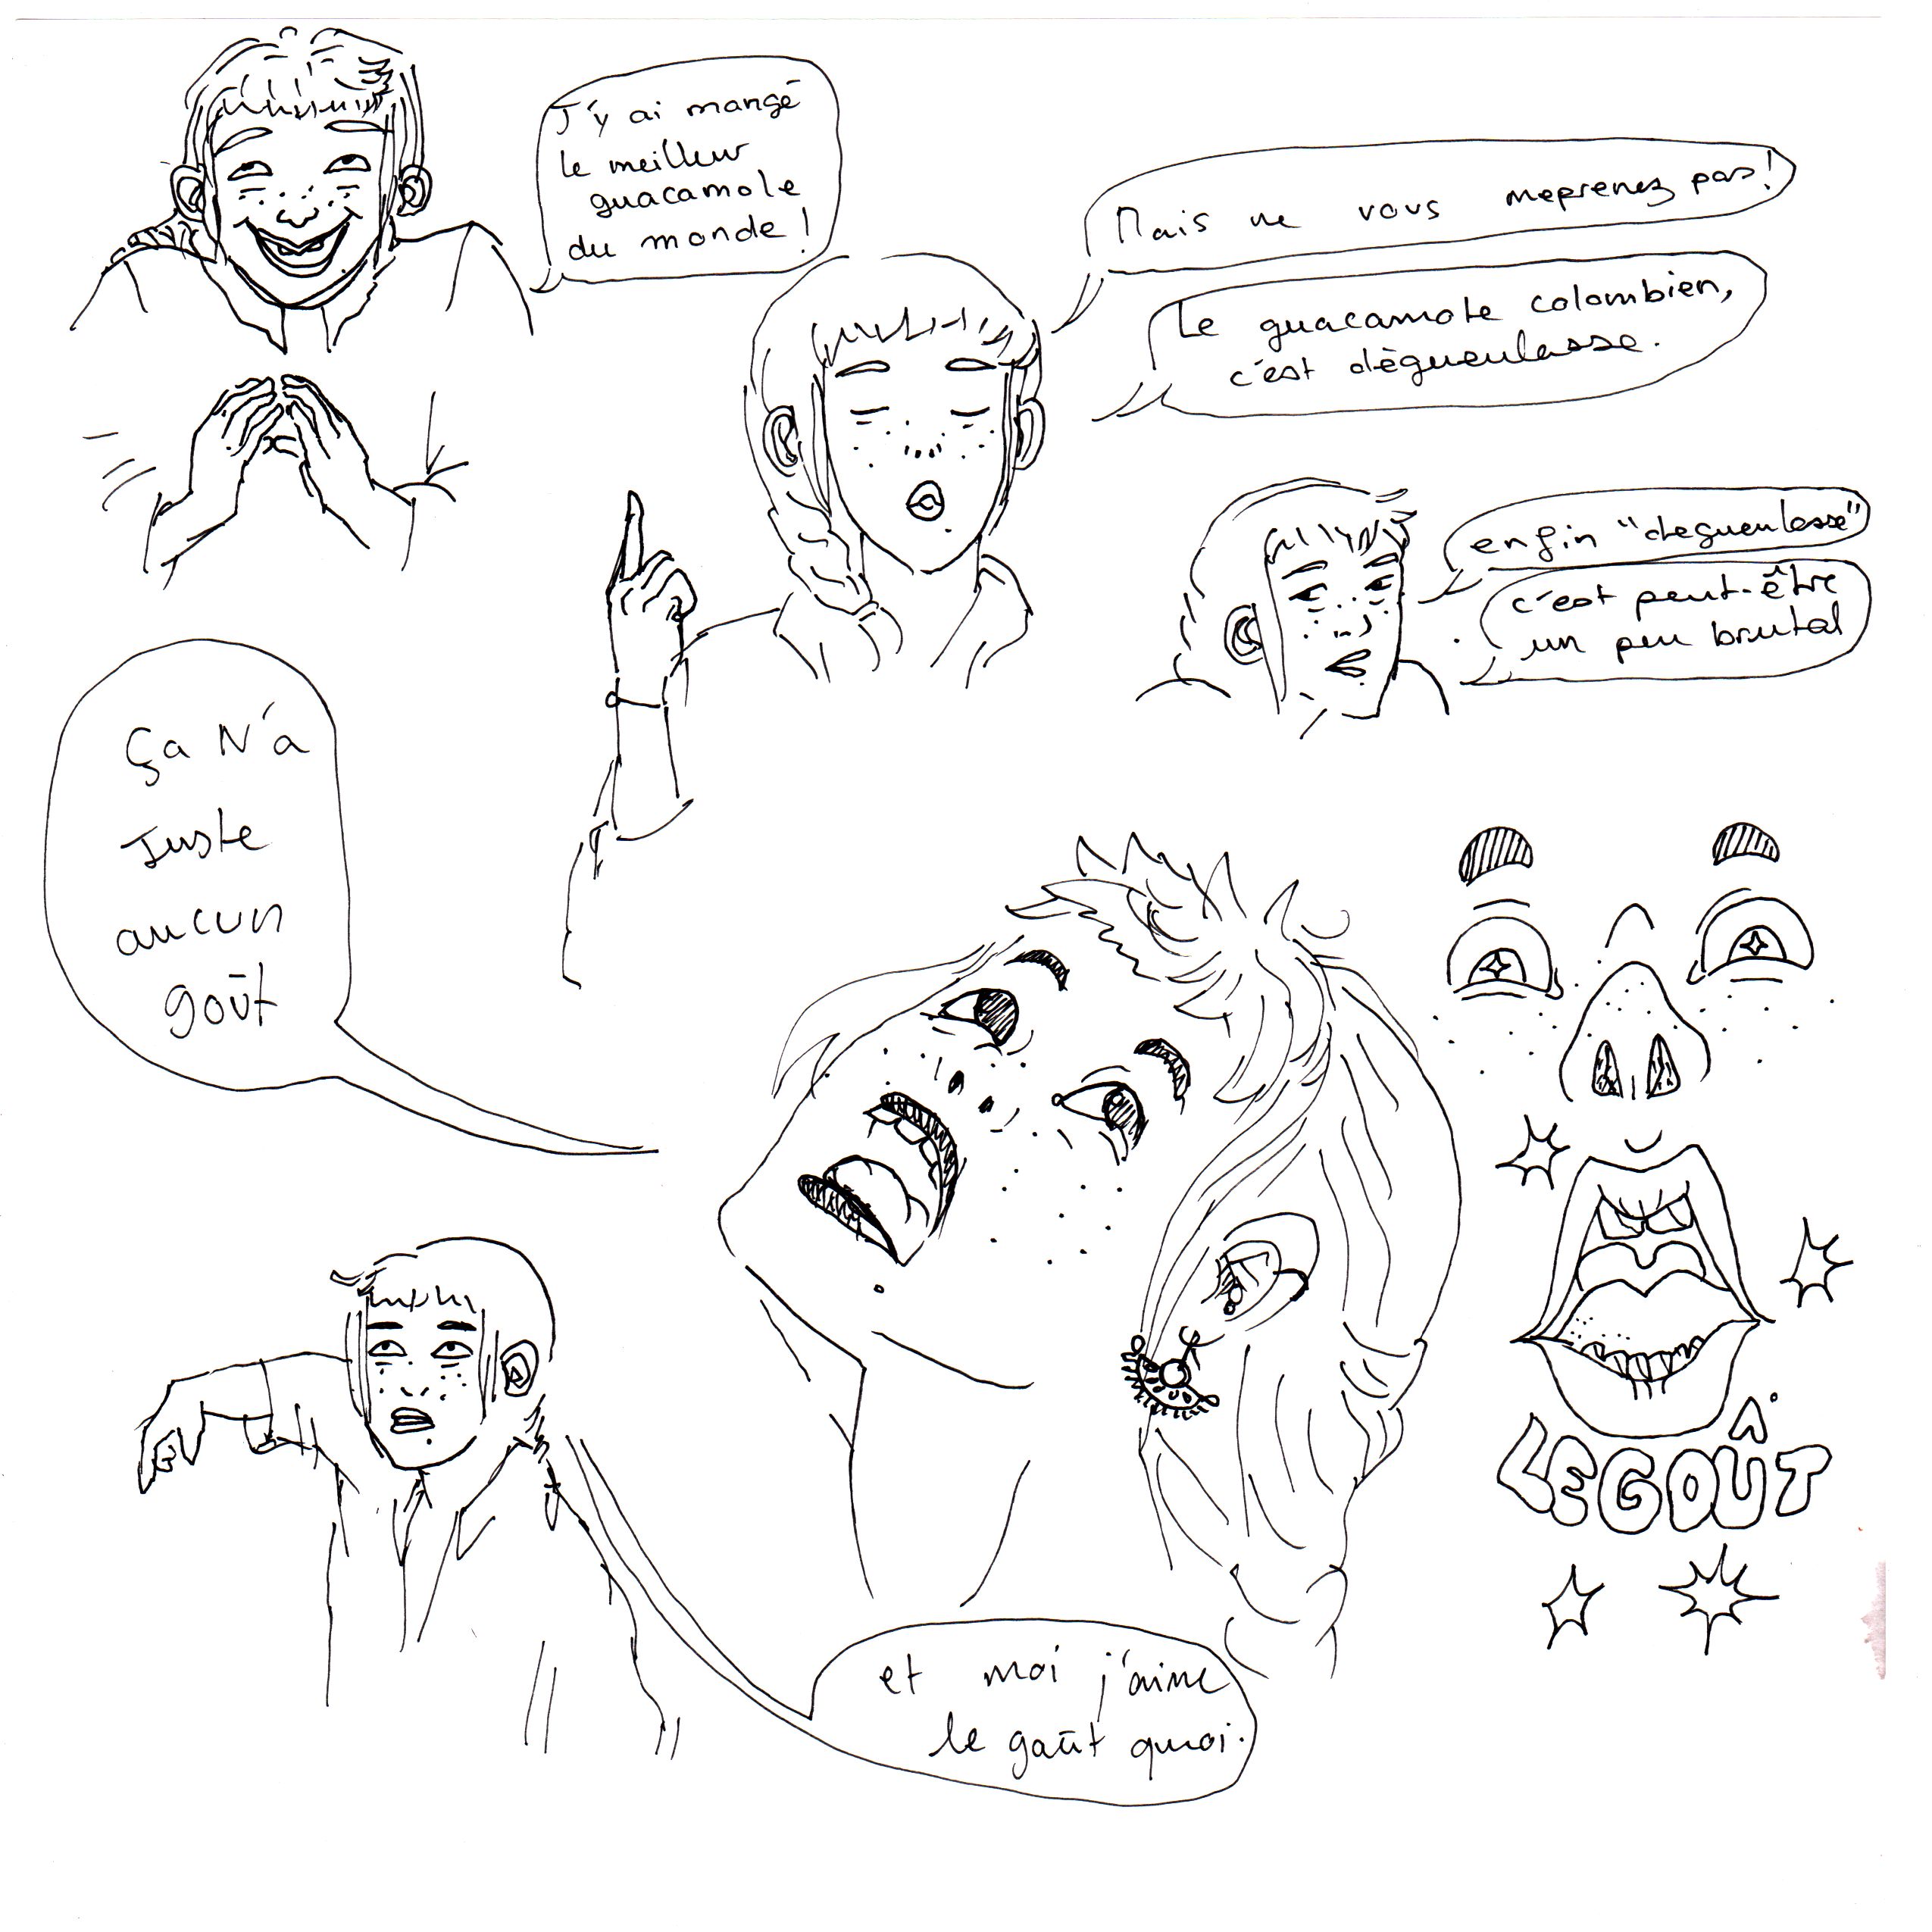 J'y ai mangé
le meilleur
guacamole
du monde !
Mais ne vous meprenez pas !
Le guacamole colombien,
c'est dégueulasse.
enfin "degueulasse"
c'est peut-être
un peu brutal
Ça N'a
Juste
aucun
goût
LE GOÛT
et moi j'aime
le goût quoi.